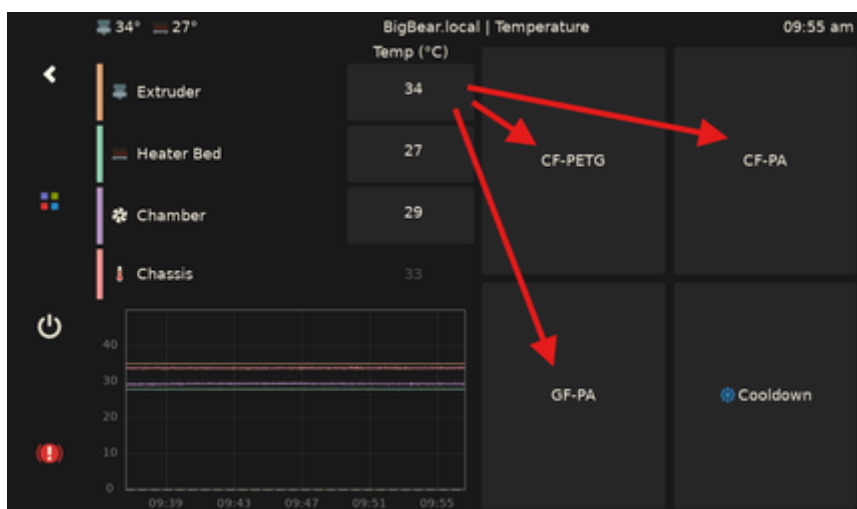 34° 27° BigBear.local | Temperature 09:55 am
Temp (°C)
Extruder 34
Heater Bed 27
Chamber 29
Chassis 33
CF-PETG CF-PA
GF-PA Cooldown
40
30
20
10
0
09:39 09:43 09:47 09:51 09:55